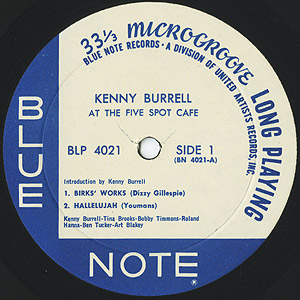 33⅓ MICROGROOVE LONG PLAYING
BLUE NOTE RECORDS • A DIVISION OF UNITED ARTISTS RECORDS, INC.
KENNY BURRELL
AT THE FIVE SPOT CAFE
BLP 4021 SIDE 1
(BN 4021-A)
Introduction by Kenny Burrell
1. BIRKS' WORKS (Dizzy Gillespie)
2. HALLELUJAH (Youmans)
Kenny Burrell-Tina Brooks-Bobby Timmons-Roland
Hanna-Ben Tucker-Art Blakey
BLUE
NOTE®